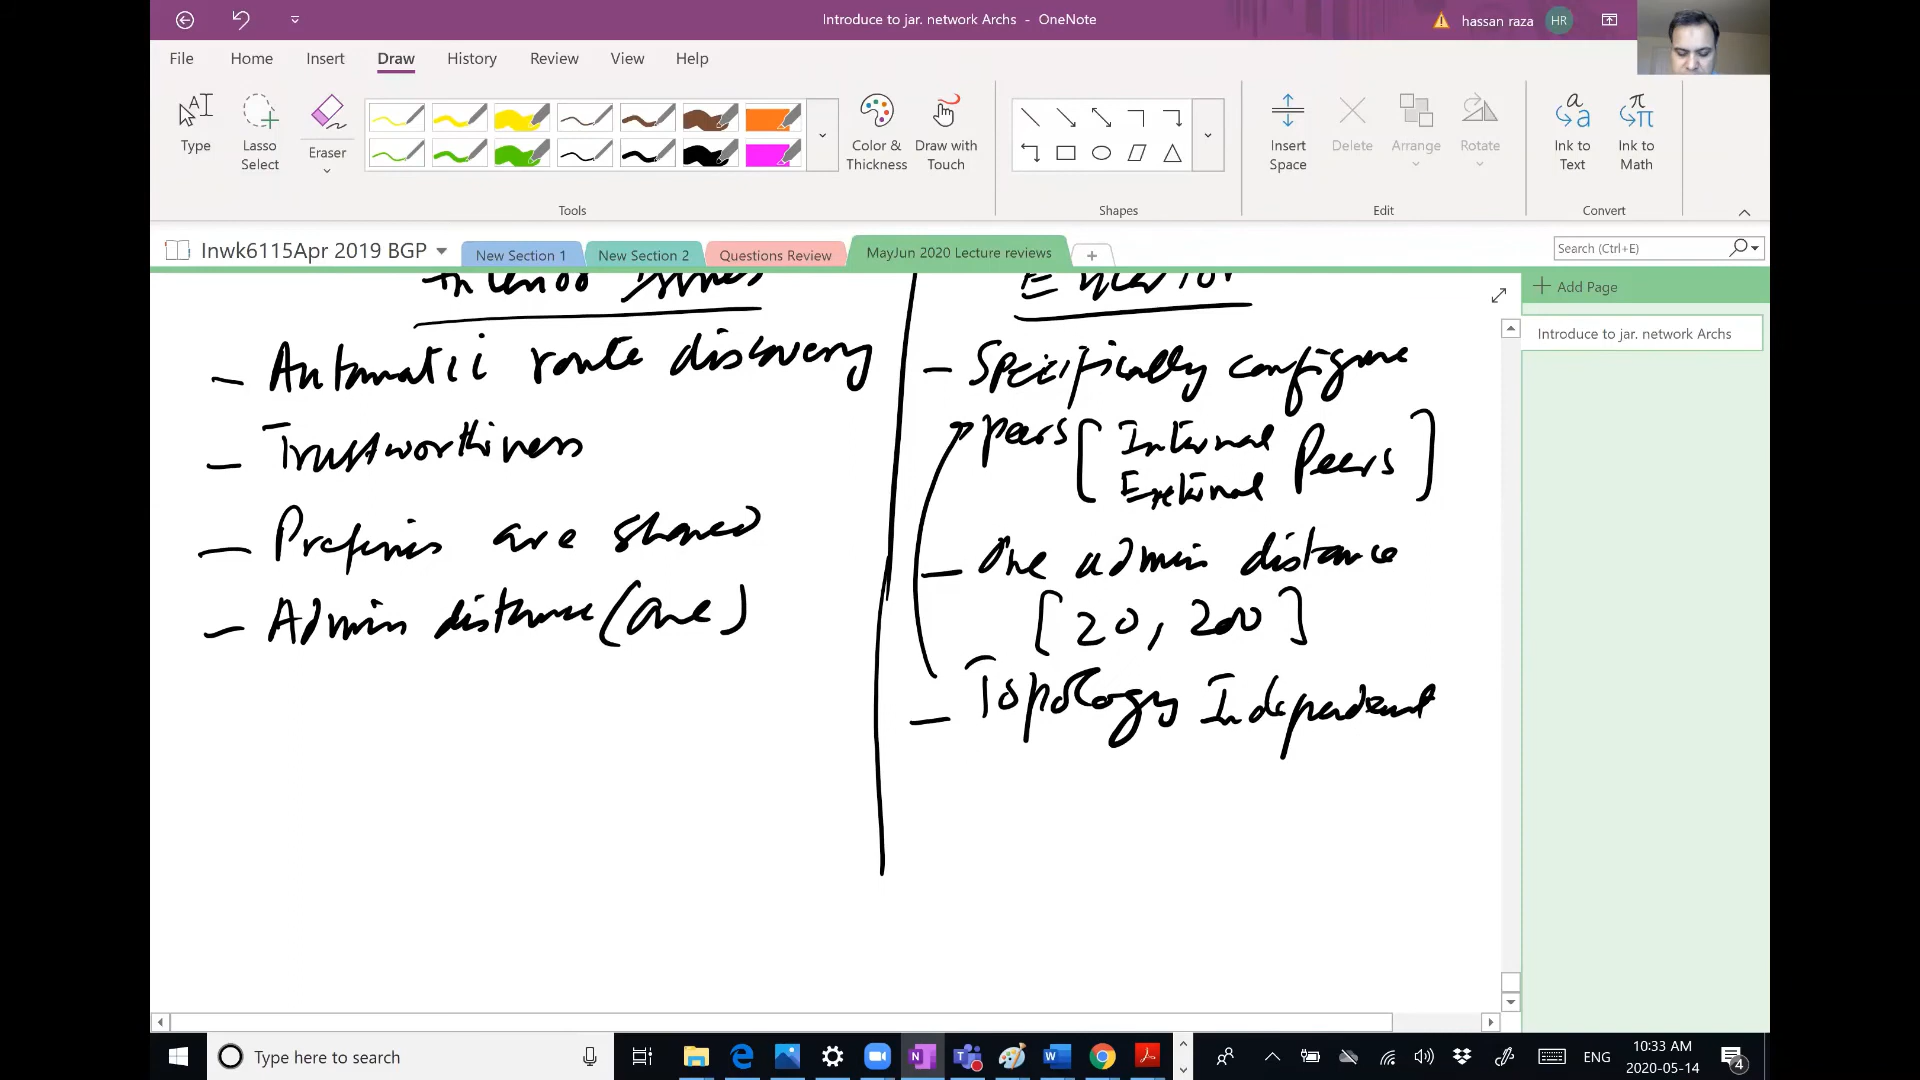 Introduce to jar. network Archs - OneNote
hassan raza HR
File Home Insert Draw History Review View Help
Type
Lasso Select
Eraser
Color & Thickness
Draw with Touch
Insert Space
Delete
Arrange
Rotate
Ink to Text
Ink to Math
Tools
Shapes
Edit
Convert
Inwk6115Apr 2019 BGP
New Section 1
New Section 2
Questions Review
MayJun 2020 Lecture reviews
+
Search (Ctrl+E)
Add Page
Introduce to jar. network Archs
Exterior
- Automatic route discovery
- Trustworthiness
- Prefixes are shared
- Admin distance (one)
- Specifically configure
peers [ Internal External Peers ]
- One admin distance
[ 20, 200 ]
- Topology Independent
Type here to search
ENG
10:33 AM
2020-05-14
4